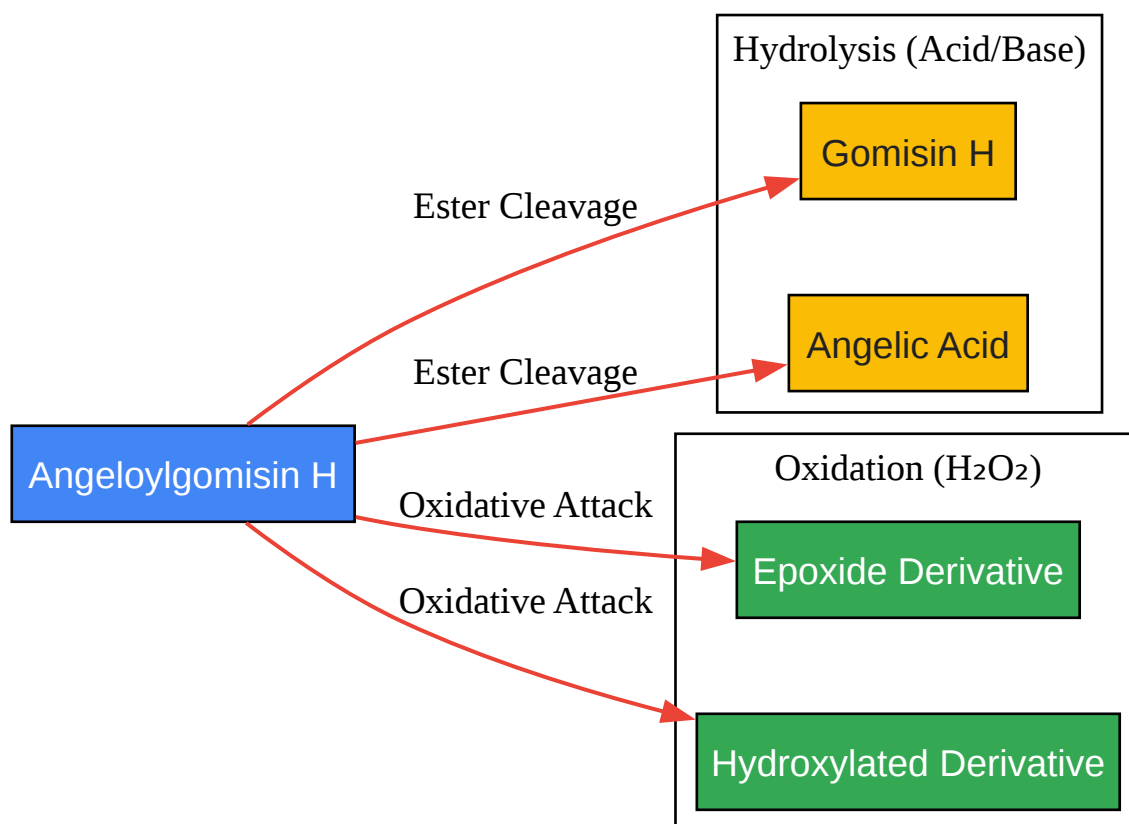 Hydrolysis (Acid/Base)
Gomisin H
Ester Cleavage
Angelic Acid
Ester Cleavage
Angeloylgomisin H
Oxidation (H₂O₂)
Oxidative Attack
Epoxide Derivative
Oxidative Attack
Hydroxylated Derivative